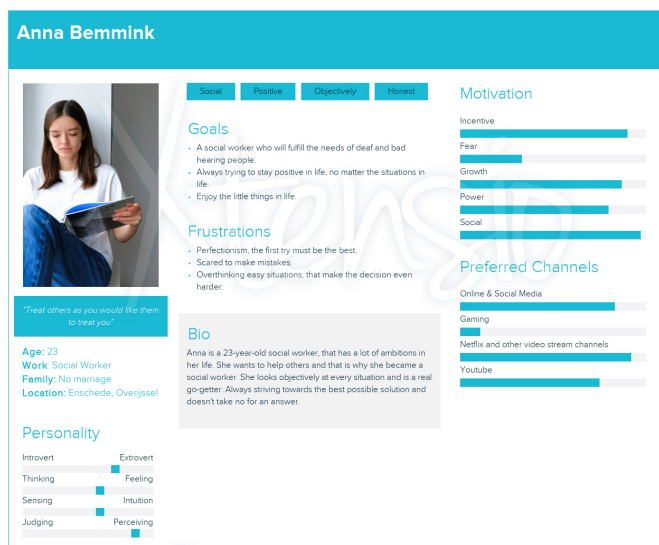 Anna Bemmink
"Treat others as you would like them
to treat you"
Age: 23
Work: Social Worker
Family: No marriage
Location: Enschede, Overijssel
Personality
Introvert Extrovert
Thinking Feeling
Sensing Intuition
Judging Perceiving
Social Positive Objectively Honest
Goals
- A social worker who will fulfill the needs of deaf and bad
hearing people.
- Always trying to stay positive in life, no matter the situations in
life.
- Enjoy the little things in life.
Frustrations
- Perfectionism, the first try must be the best.
- Scared to make mistakes.
- Overthinking easy situations, that make the decision even
harder.
Bio
Anna is a 23-year-old social worker, that has a lot of ambitions in
her life. She wants to help others and that is why she became a
social worker. She looks objectively at every situation and is a real
go-getter. Always striving towards the best possible solution and
doesn't take no for an answer.
Motivation
Incentive
Fear
Growth
Power
Social
Preferred Channels
Online & Social Media
Gaming
Netflix and other video stream channels
Youtube
Xtensio